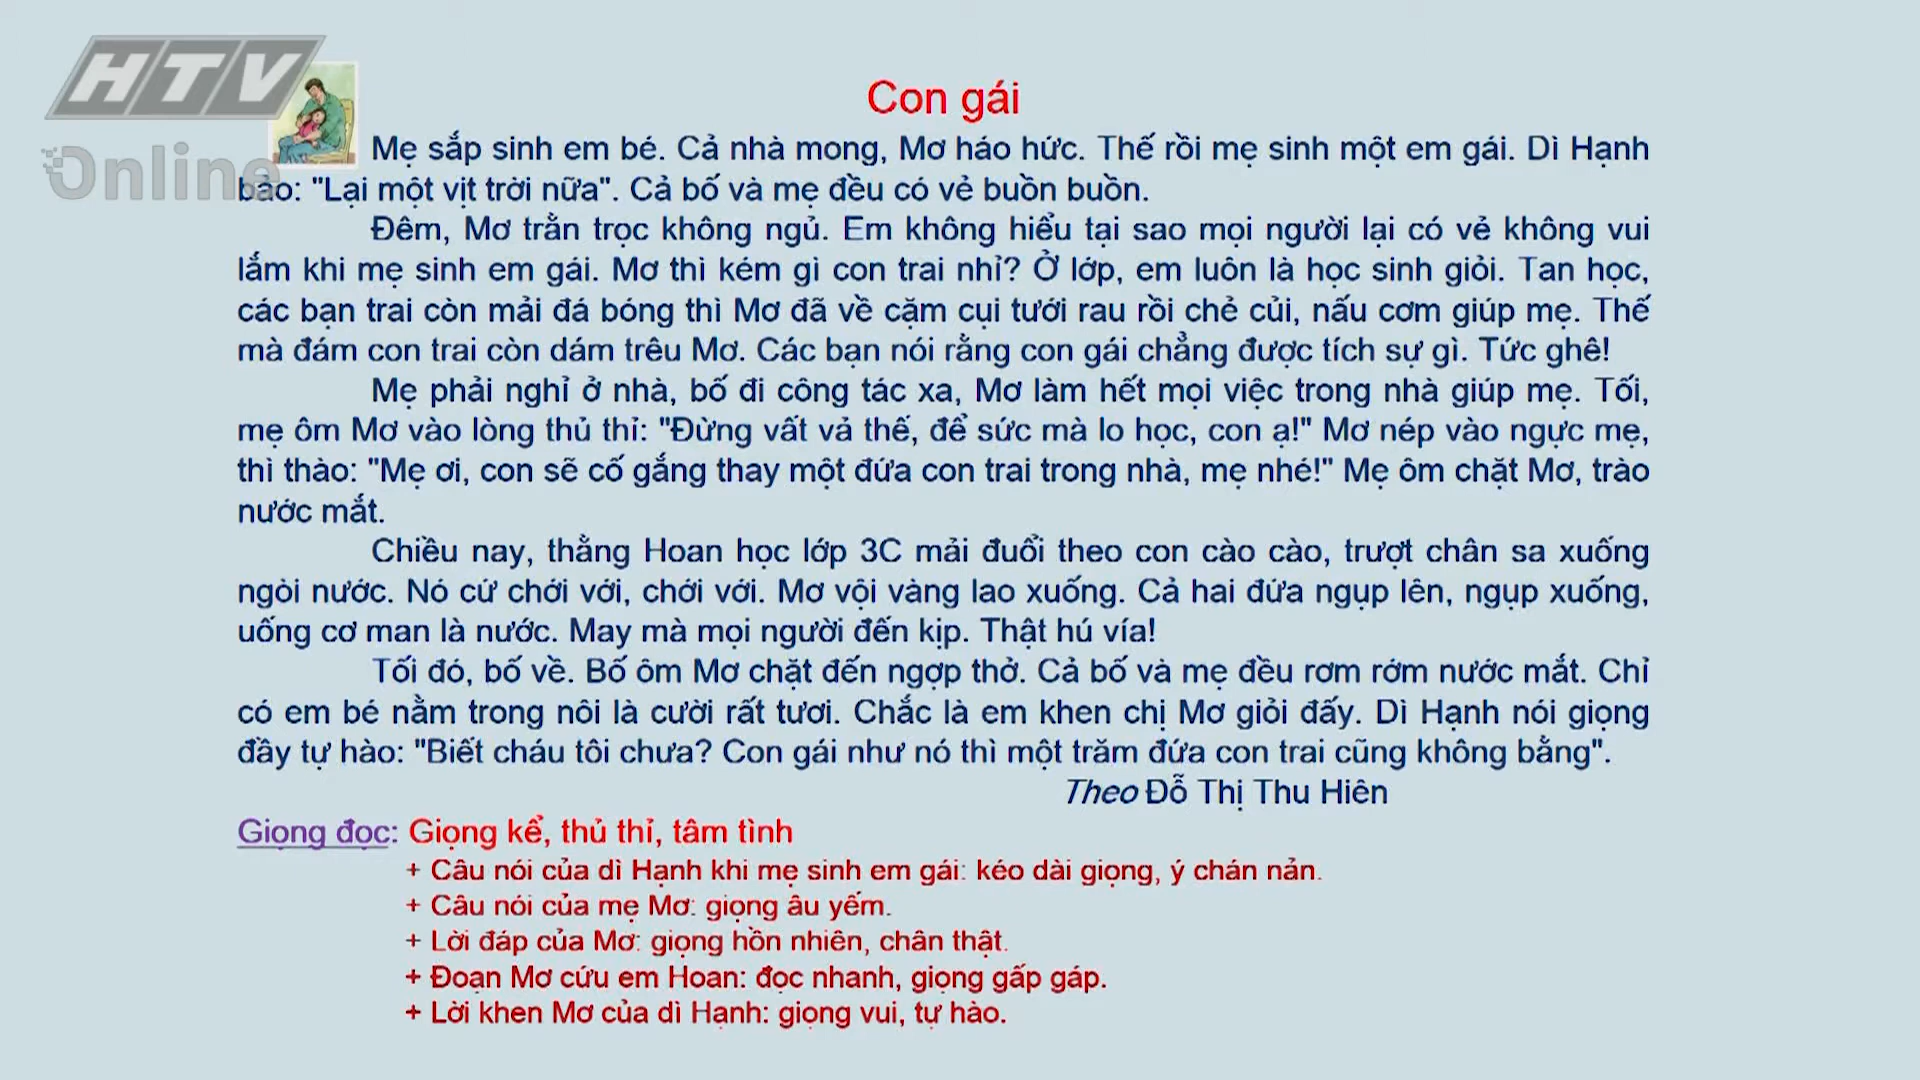 HTV
Online
Con gái
Mẹ sắp sinh em bé. Cả nhà mong, Mơ háo hức. Thế rồi mẹ sinh một em gái. Dì Hạnh
bảo: "Lại một vịt trời nữa". Cả bố và mẹ đều có vẻ buồn buồn.
Đêm, Mơ trằn trọc không ngủ. Em không hiểu tại sao mọi người lại có vẻ không vui
lắm khi mẹ sinh em gái. Mơ thì kém gì con trai nhỉ? Ở lớp, em luôn là học sinh giỏi. Tan học,
các bạn trai còn mải đá bóng thì Mơ đã về cặm cụi tưới rau rồi chẻ củi, nấu cơm giúp mẹ. Thế
mà đám con trai còn dám trêu Mơ. Các bạn nói rằng con gái chẳng được tích sự gì. Tức ghê!
Mẹ phải nghỉ ở nhà, bố đi công tác xa, Mơ làm hết mọi việc trong nhà giúp mẹ. Tối,
mẹ ôm Mơ vào lòng thủ thỉ: "Đừng vất vả thế, để sức mà lo học, con ạ!" Mơ nép vào ngực mẹ,
thì thào: "Mẹ ơi, con sẽ cố gắng thay một đứa con trai trong nhà, mẹ nhé!" Mẹ ôm chặt Mơ, trào
nước mắt.
Chiều nay, thằng Hoan học lớp 3C mải đuổi theo con cào cào, trượt chân sa xuống
ngòi nước. Nó cứ chới với, chới với. Mơ vội vàng lao xuống. Cả hai đứa ngụp lên, ngụp xuống,
uống cơ man là nước. May mà mọi người đến kịp. Thật hú vía!
Tối đó, bố về. Bố ôm Mơ chặt đến ngợp thở. Cả bố và mẹ đều rơm rớm nước mắt. Chỉ
có em bé nằm trong nôi là cười rất tươi. Chắc là em khen chị Mơ giỏi đấy. Dì Hạnh nói giọng
đầy tự hào: "Biết cháu tôi chưa? Con gái như nó thì một trăm đứa con trai cũng không bằng".
Theo Đỗ Thị Thu Hiên
Giọng đọc: Giọng kể, thủ thỉ, tâm tình
+ Câu nói của dì Hạnh khi mẹ sinh em gái: kéo dài giọng, ý chán nản.
+ Câu nói của mẹ Mơ: giọng âu yếm.
+ Lời đáp của Mơ: giọng hồn nhiên, chân thật.
+ Đoạn Mơ cứu em Hoan: đọc nhanh, giọng gấp gáp.
+ Lời khen Mơ của dì Hạnh: giọng vui, tự hào.